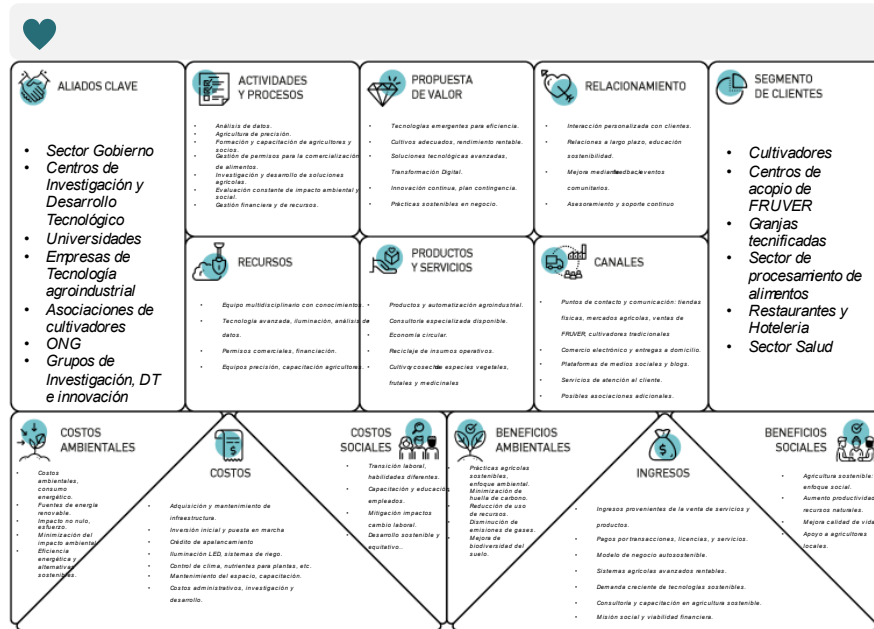 ALIADOS CLAVE
• Sector Gobierno
• Centros de
Investigación y
Desarrollo
Tecnológico
• Universidades
• Empresas de
Tecnología
agroindustrial
• Asociaciones de
cultivadores
• ONG
• Grupos de
Investigación, DT
e innovación
ACTIVIDADES
Y PROCESOS
• Análisis de datos.
• Agricultura de precisión.
• Formación y capacitación de agricultores y
socios.
• Gestión de permisos para la comercialización
de alimentos.
• Investigación y desarrollo de soluciones
agrícolas.
• Evaluación constante de impacto ambiental y
social.
• Gestión financiera y de recursos.
PROPUESTA
DE VALOR
• Tecnologías emergentes para eficiencia.
• Cultivos adecuados, rendimiento rentable.
• Soluciones tecnológicas avanzadas,
Transformación Digital.
• Innovación continua, plan contingencia.
• Prácticas sostenibles en negocio.
RELACIONAMIENTO
• Interacción personalizada con clientes.
• Relaciones a largo plazo, educación
sostenibilidad.
• Mejora mediante feedback/eventos
comunitarios.
• Asesoramiento y soporte continuo
SEGMENTO
DE CLIENTES
• Cultivadores
• Centros de
acopio de
FRUVER
• Granjas
tecnificadas
• Sector de
procesamiento de
alimentos
• Restaurantes y
Hoteleria
• Sector Salud
RECURSOS
• Equipo multidisciplinario con conocimientos.
• Tecnología avanzada, iluminación, análisis de
datos.
• Permisos comerciales, financiación.
• Equipos precisión, capacitación agricultores.
PRODUCTOS
Y SERVICIOS
• Productos y automatización agroindustrial.
• Consultoría especializada disponible.
• Economía circular.
• Reciclaje de insumos operativos.
• Cultivo y cosecha de especies vegetales,
frutales y medicinales
CANALES
• Puntos de contacto y comunicación: tiendas
físicas, mercados agrícolas, ventas de
FRUVER, cultivadores tradicionales
• Comercio electrónico y entregas a domicilio.
• Plataformas de medios sociales y blogs.
• Servicios de atención al cliente.
• Posibles asociaciones adicionales.
COSTOS
AMBIENTALES
• Costos
ambientales,
consumo
energético.
• Fuentes de energía
renovable.
• Impacto no nulo,
esfuerzo.
• Minimización del
impacto ambiental.
• Eficiencia
energética y
alternativas
sostenibles.
COSTOS
• Adquisición y mantenimiento de
infraestructura.
• Inversión inicial y puesta en marcha
• Crédito de apalancamiento
• Iluminación LED, sistemas de riego.
• Control de clima, nutrientes para plantas, etc.
• Mantenimiento del espacio, capacitación.
• Costos administrativos, investigación y
desarrollo.
COSTOS
SOCIALES
• Transición laboral,
habilidades diferentes.
• Capacitación y educación
empleados.
• Mitigación impactos
cambio laboral.
• Desarrollo sostenible y
equitativo..
BENEFICIOS
AMBIENTALES
• Prácticas agrícolas
sostenibles,
enfoque ambiental.
• Minimización de
huella de carbono.
• Reducción de uso
de recursos.
• Disminución de
emisiones de gases.
• Mejora de
biodiversidad del
suelo.
INGRESOS
• Ingresos provenientes de la venta de servicios y
productos.
• Pagos por transacciones, licencias, y servicios.
• Modelo de negocio autosostenible.
• Sistemas agrícolas avanzados rentables.
• Demanda creciente de tecnologías sostenibles.
• Consultoría y capacitación en agricultura sostenible.
• Misión social y viabilidad financiera.
BENEFICIOS
SOCIALES
• Agricultura sostenible:
enfoque social.
• Aumento productividad
recursos naturales.
• Mejora calidad de vida
• Apoyo a agricultores
locales.